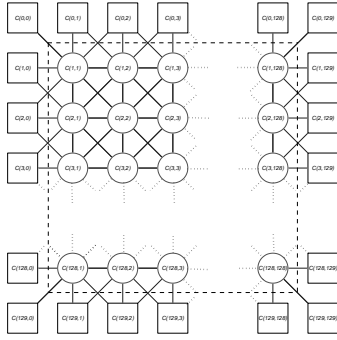 C(0,0) C(0,1) C(0,2) C(0,3) C(0,128) C(0,129)
C(1,0) C(1,1) C(1,2) C(1,3) C(1,128) C(1,129)
C(2,0) C(2,1) C(2,2) C(2,3) C(2,128) C(2,129)
C(3,0) C(3,1) C(3,2) C(3,3) C(3,128) C(3,129)
C(128,0) C(128,1) C(128,2) C(128,3) C(128,128) C(128,129)
C(129,0) C(129,1) C(129,2) C(129,3) C(129,128) C(129,129)